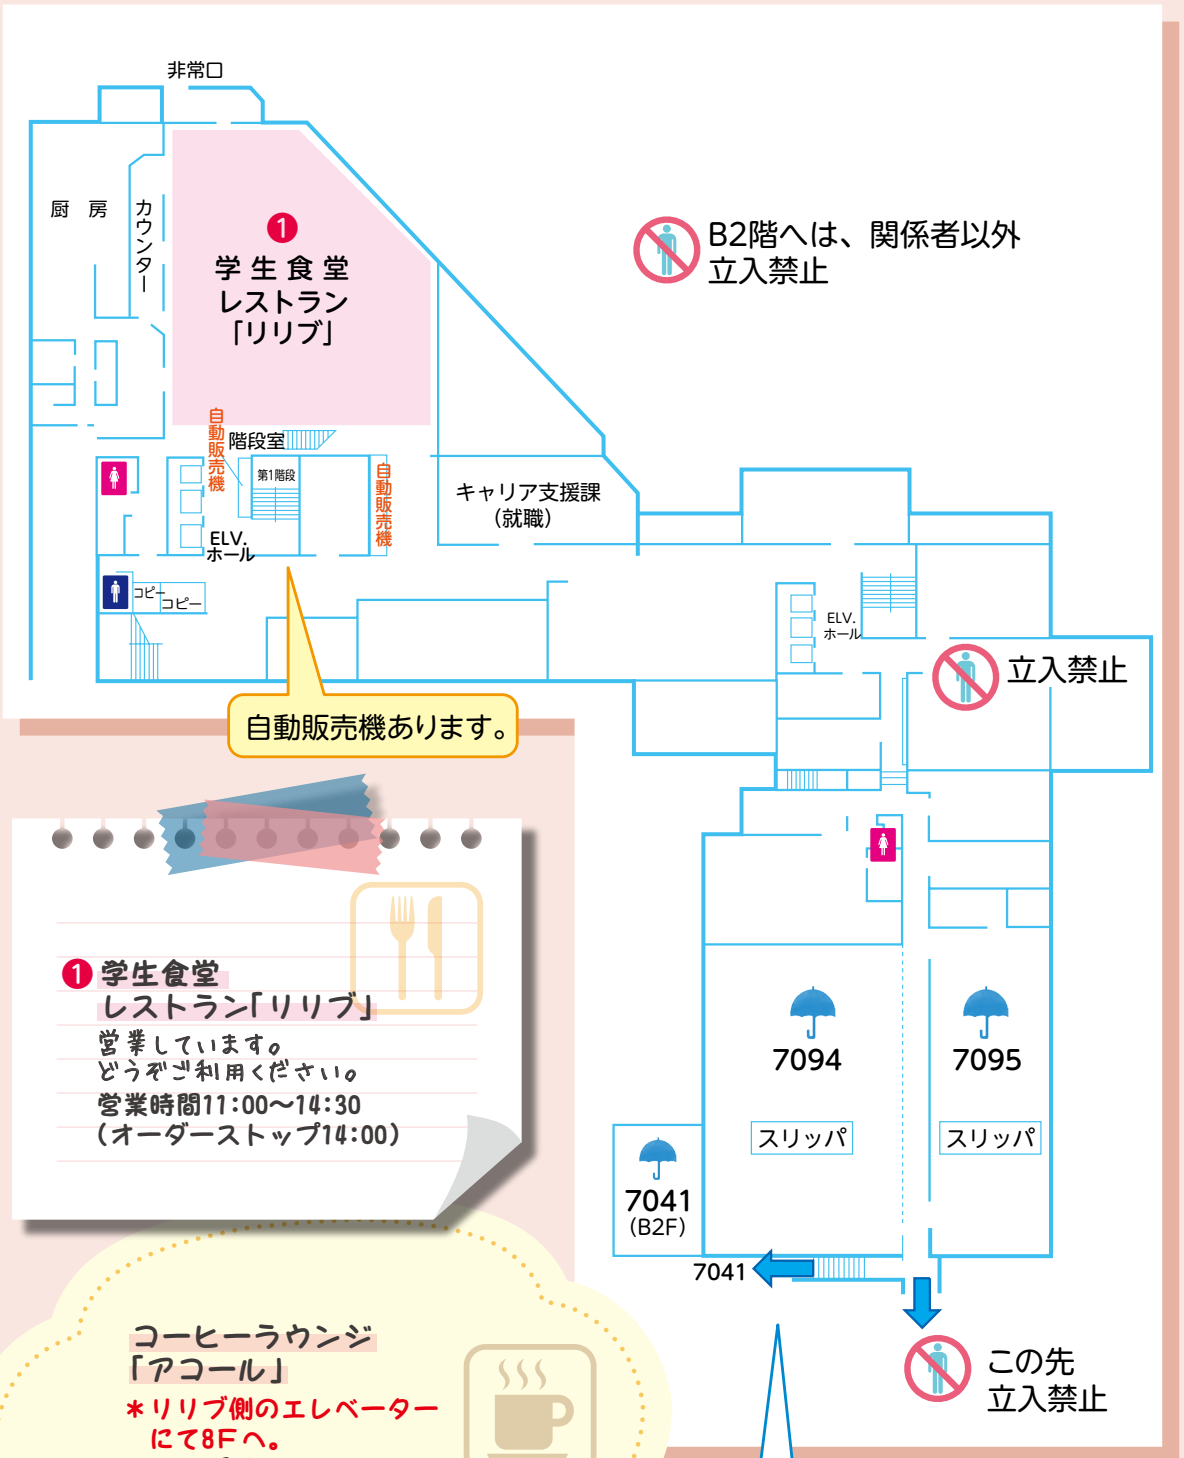 非常口
厨 房
カウンター
1
学 生 食 堂
レストラン
「リリブ」
B2階へは、関係者以外
立入禁止
自動販売機
階段室
第1階段
自動販売機
キャリア支援課
(就職)
ELV.
ホール
コピー
コピー
ELV.
ホール
立入禁止
自動販売機あります。
1 学生食堂
レストラン「リリブ」
営業しています。
どうぞご利用ください。
営業時間11:00〜14:30
(オーダーストップ14:00)
7094
7095
スリッパ
スリッパ
7041
(B2F)
7041
この先
立入禁止
コーヒーラウンジ
「アコール」
*リリブ側のエレベーター
にて8Fへ。